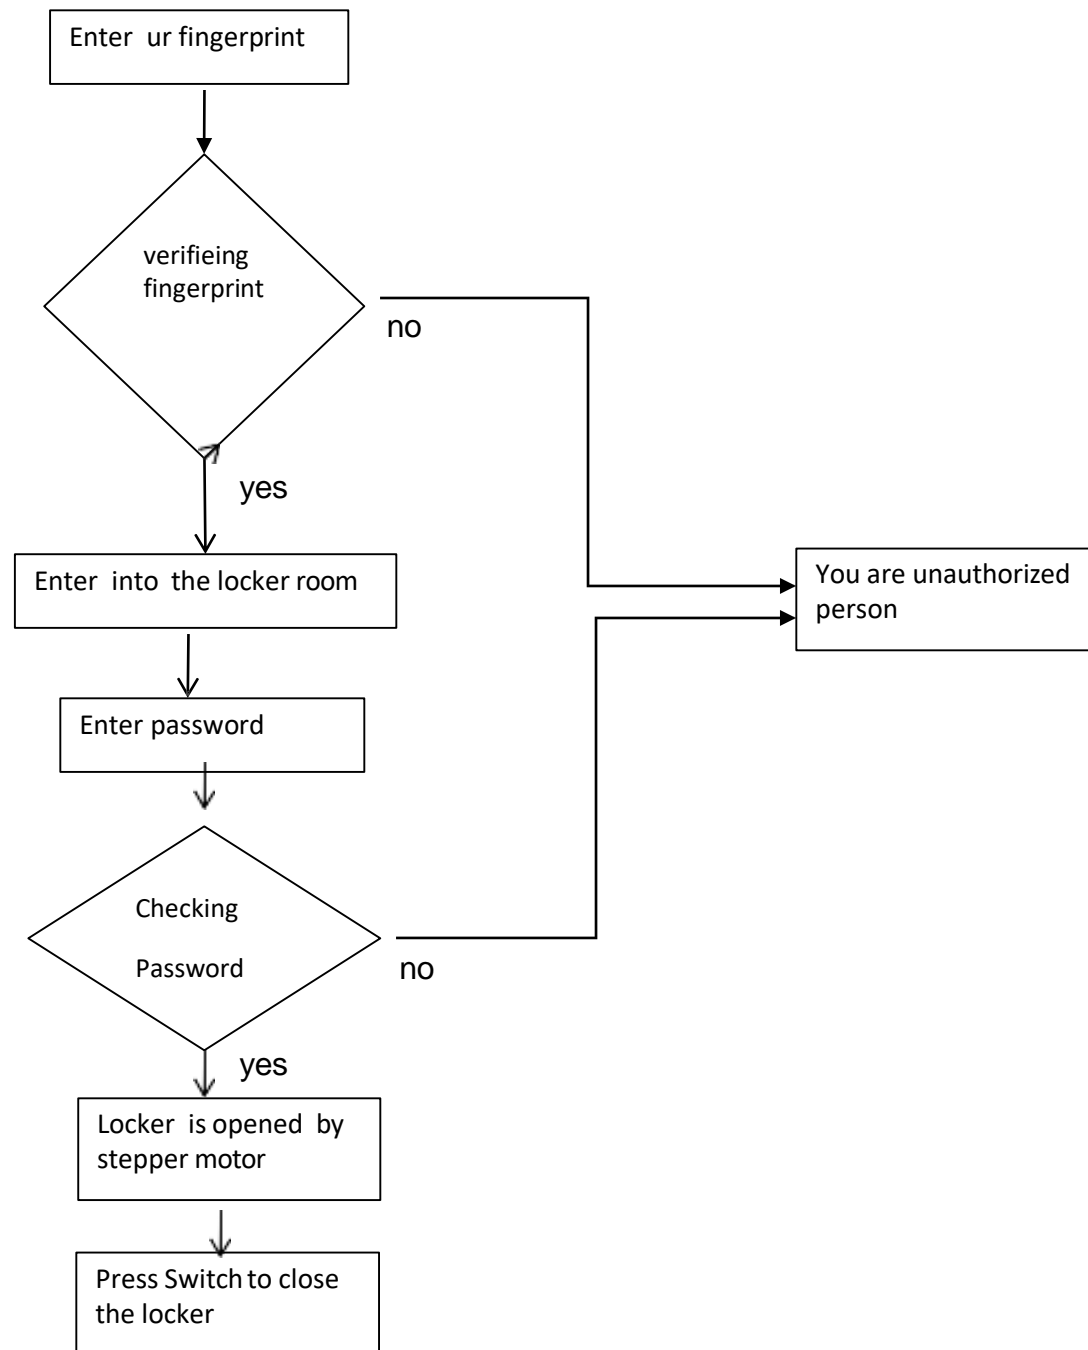 Enter ur fingerprint
verifieing
fingerprint
no
yes
Enter into the locker room
You are unauthorized
person
Enter password
Checking
Password
no
yes
Locker is opened by
stepper motor
Press Switch to close
the locker